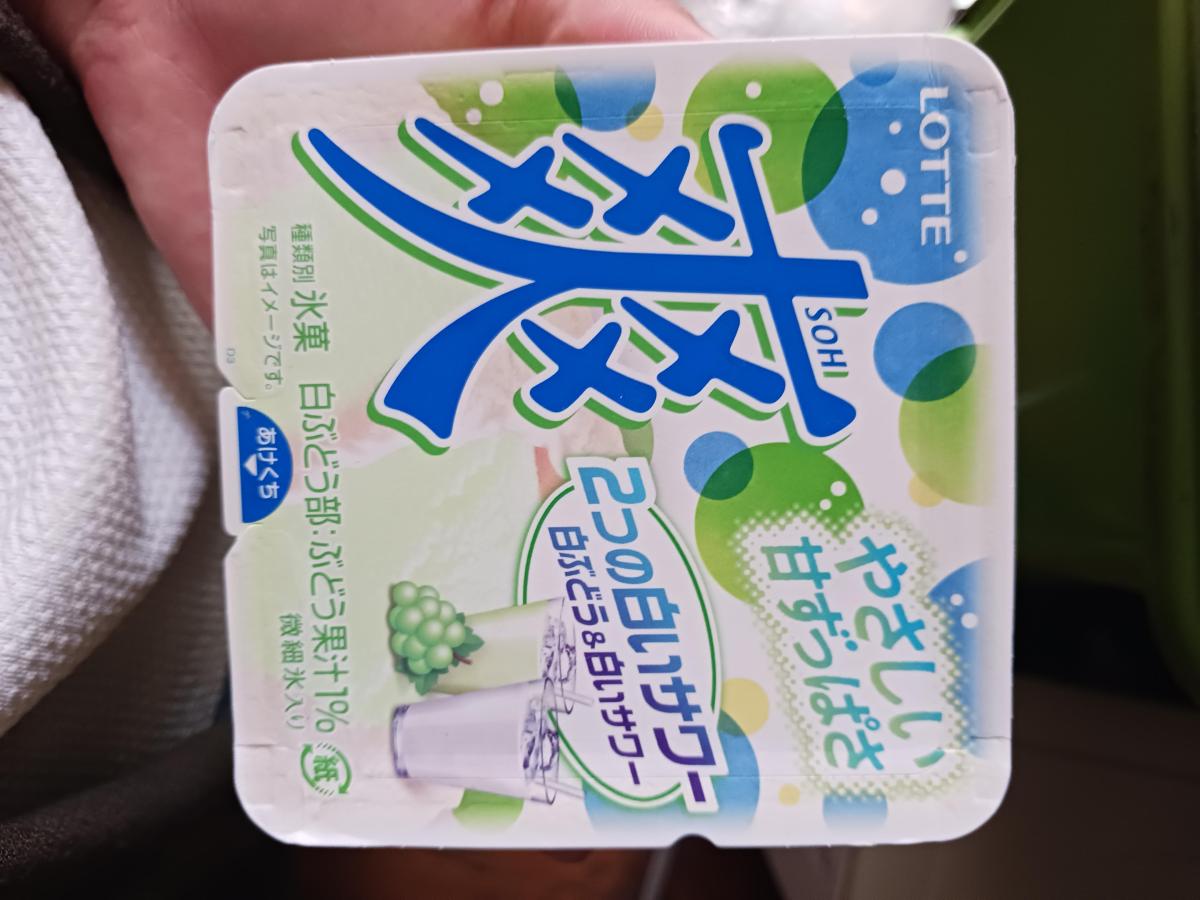 LOTTE
爽
SOH
やさしい
甘ずっぱさ
2つの白いサワー
白ぶどう&白いサワー
種類別 氷菓 白ぶどう部:ぶどう果汁1%
写真はイメージです。
微細氷入り
紙
あけくち
D3